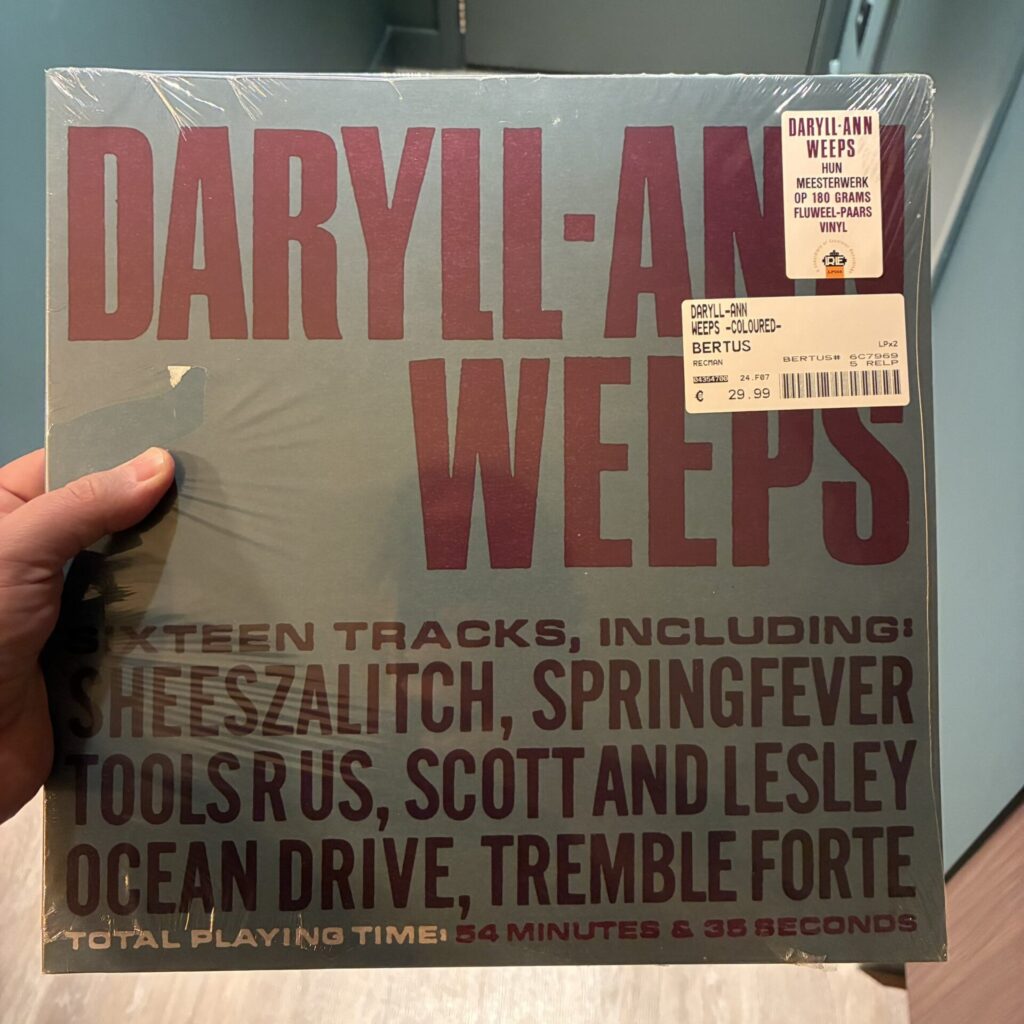 DARYLL-ANN
WEEPS
DARYLL-ANN
WEEPS
HUN
MEESTERWERK
OP 180 GRAMS
FLUWEEL-PAARS
VINYL
DARYLL-ANN
WEEPS -COLOURED-
BERTUS
LPx2
RECMAN
BERTUS# 6C7969
5 RELP
24.F07
€ 29.99
SIXTEEN TRACKS, INCLUDING:
SHEESZALITCH, SPRINGFEVER
TOOLS R US, SCOTT AND LESLEY
OCEAN DRIVE, TREMBLE FORTE
TOTAL PLAYING TIME: 54 MINUTES & 35 SECONDS